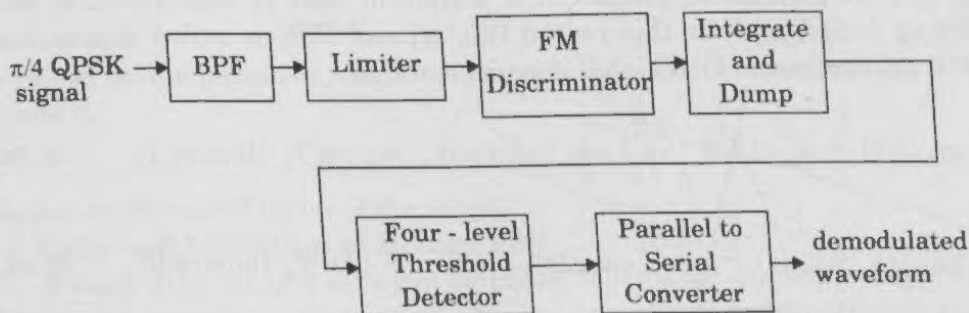 π/4 QPSK
signal
BPF
Limiter
FM
Discriminator
Integrate
and
Dump
Four - level
Threshold
Detector
Parallel to
Serial
Converter
demodulated
waveform